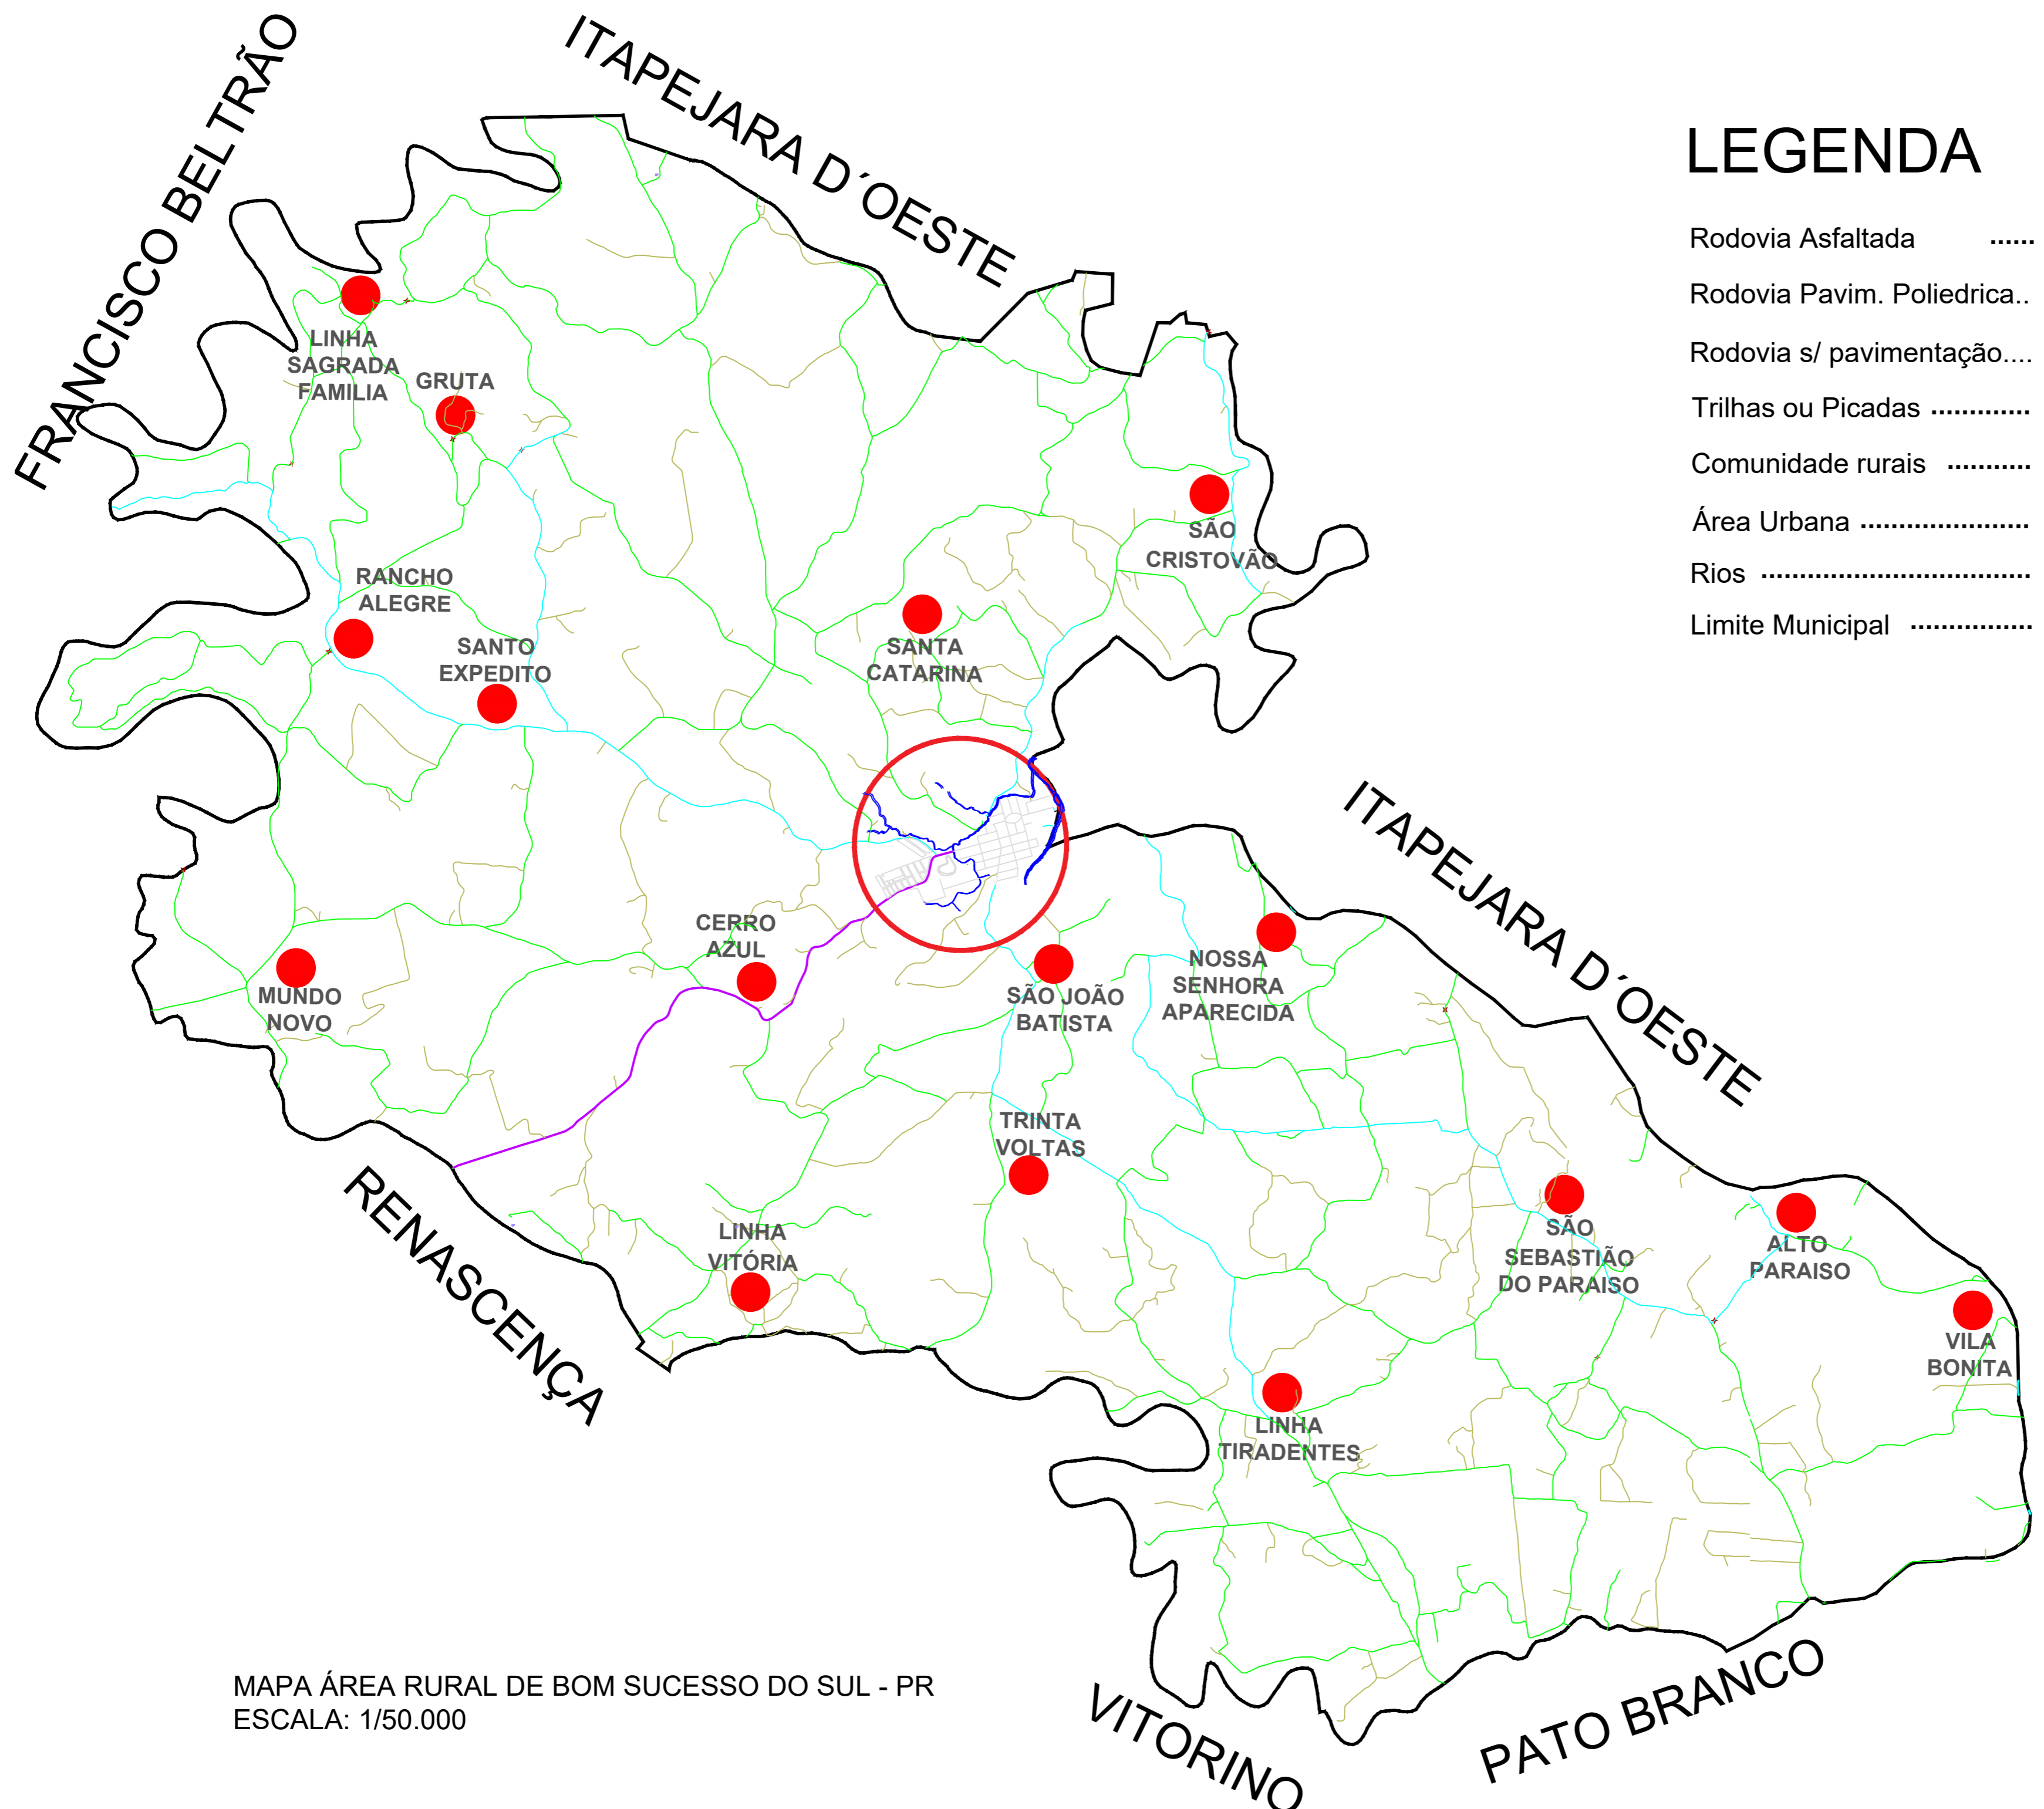 FRANCISCO BELTRÃO
ITAPEJARA D´OESTE
LEGENDA
Rodovia Asfaltada ......
Rodovia Pavim. Poliedrica..
Rodovia s/ pavimentação....
Trilhas ou Picadas .............
Comunidade rurais ...........
Área Urbana ......................
Rios ...................................
Limite Municipal ................
LINHA
SAGRADA
FAMILIA
GRUTA
SÃO
CRISTOVÃO
RANCHO
ALEGRE
SANTO
EXPEDITO
SANTA
CATARINA
ITAPEJARA D´OESTE
CERRO
AZUL
MUNDO
NOVO
SÃO JOÃO
BATISTA
NOSSA
SENHORA
APARECIDA
TRINTA
VOLTAS
RENASCENÇA
LINHA
VITÓRIA
SÃO
SEBASTIÃO
DO PARAISO
ALTO
PARAISO
VILA
BONITA
LINHA
TIRADENTES
MAPA ÁREA RURAL DE BOM SUCESSO DO SUL - PR
ESCALA: 1/50.000
VITORINO
PATO BRANCO